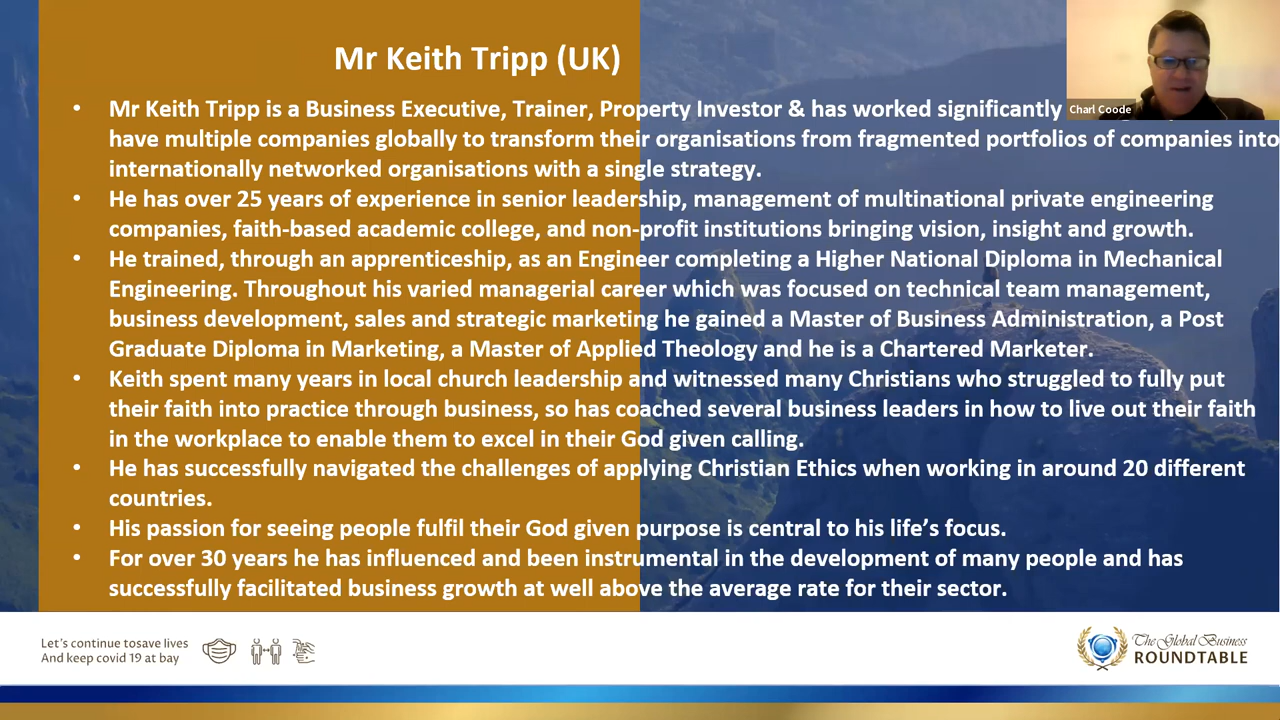 Mr Keith Tripp (UK)
Charl Coode
• Mr Keith Tripp is a Business Executive, Trainer, Property Investor & has worked significantly
have multiple companies globally to transform their organisations from fragmented portfolios of companies into
internationally networked organisations with a single strategy.
• He has over 25 years of experience in senior leadership, management of multinational private engineering
companies, faith-based academic college, and non-profit institutions bringing vision, insight and growth.
• He trained, through an apprenticeship, as an Engineer completing a Higher National Diploma in Mechanical
Engineering. Throughout his varied managerial career which was focused on technical team management,
business development, sales and strategic marketing he gained a Master of Business Administration, a Post
Graduate Diploma in Marketing, a Master of Applied Theology and he is a Chartered Marketer.
• Keith spent many years in local church leadership and witnessed many Christians who struggled to fully put
their faith into practice through business, so has coached several business leaders in how to live out their faith
in the workplace to enable them to excel in their God given calling.
• He has successfully navigated the challenges of applying Christian Ethics when working in around 20 different
countries.
• His passion for seeing people fulfil their God given purpose is central to his life’s focus.
• For over 30 years he has influenced and been instrumental in the development of many people and has
successfully facilitated business growth at well above the average rate for their sector.
Let’s continue tosave lives
And keep covid 19 at bay
The Global Business
ROUNDTABLE